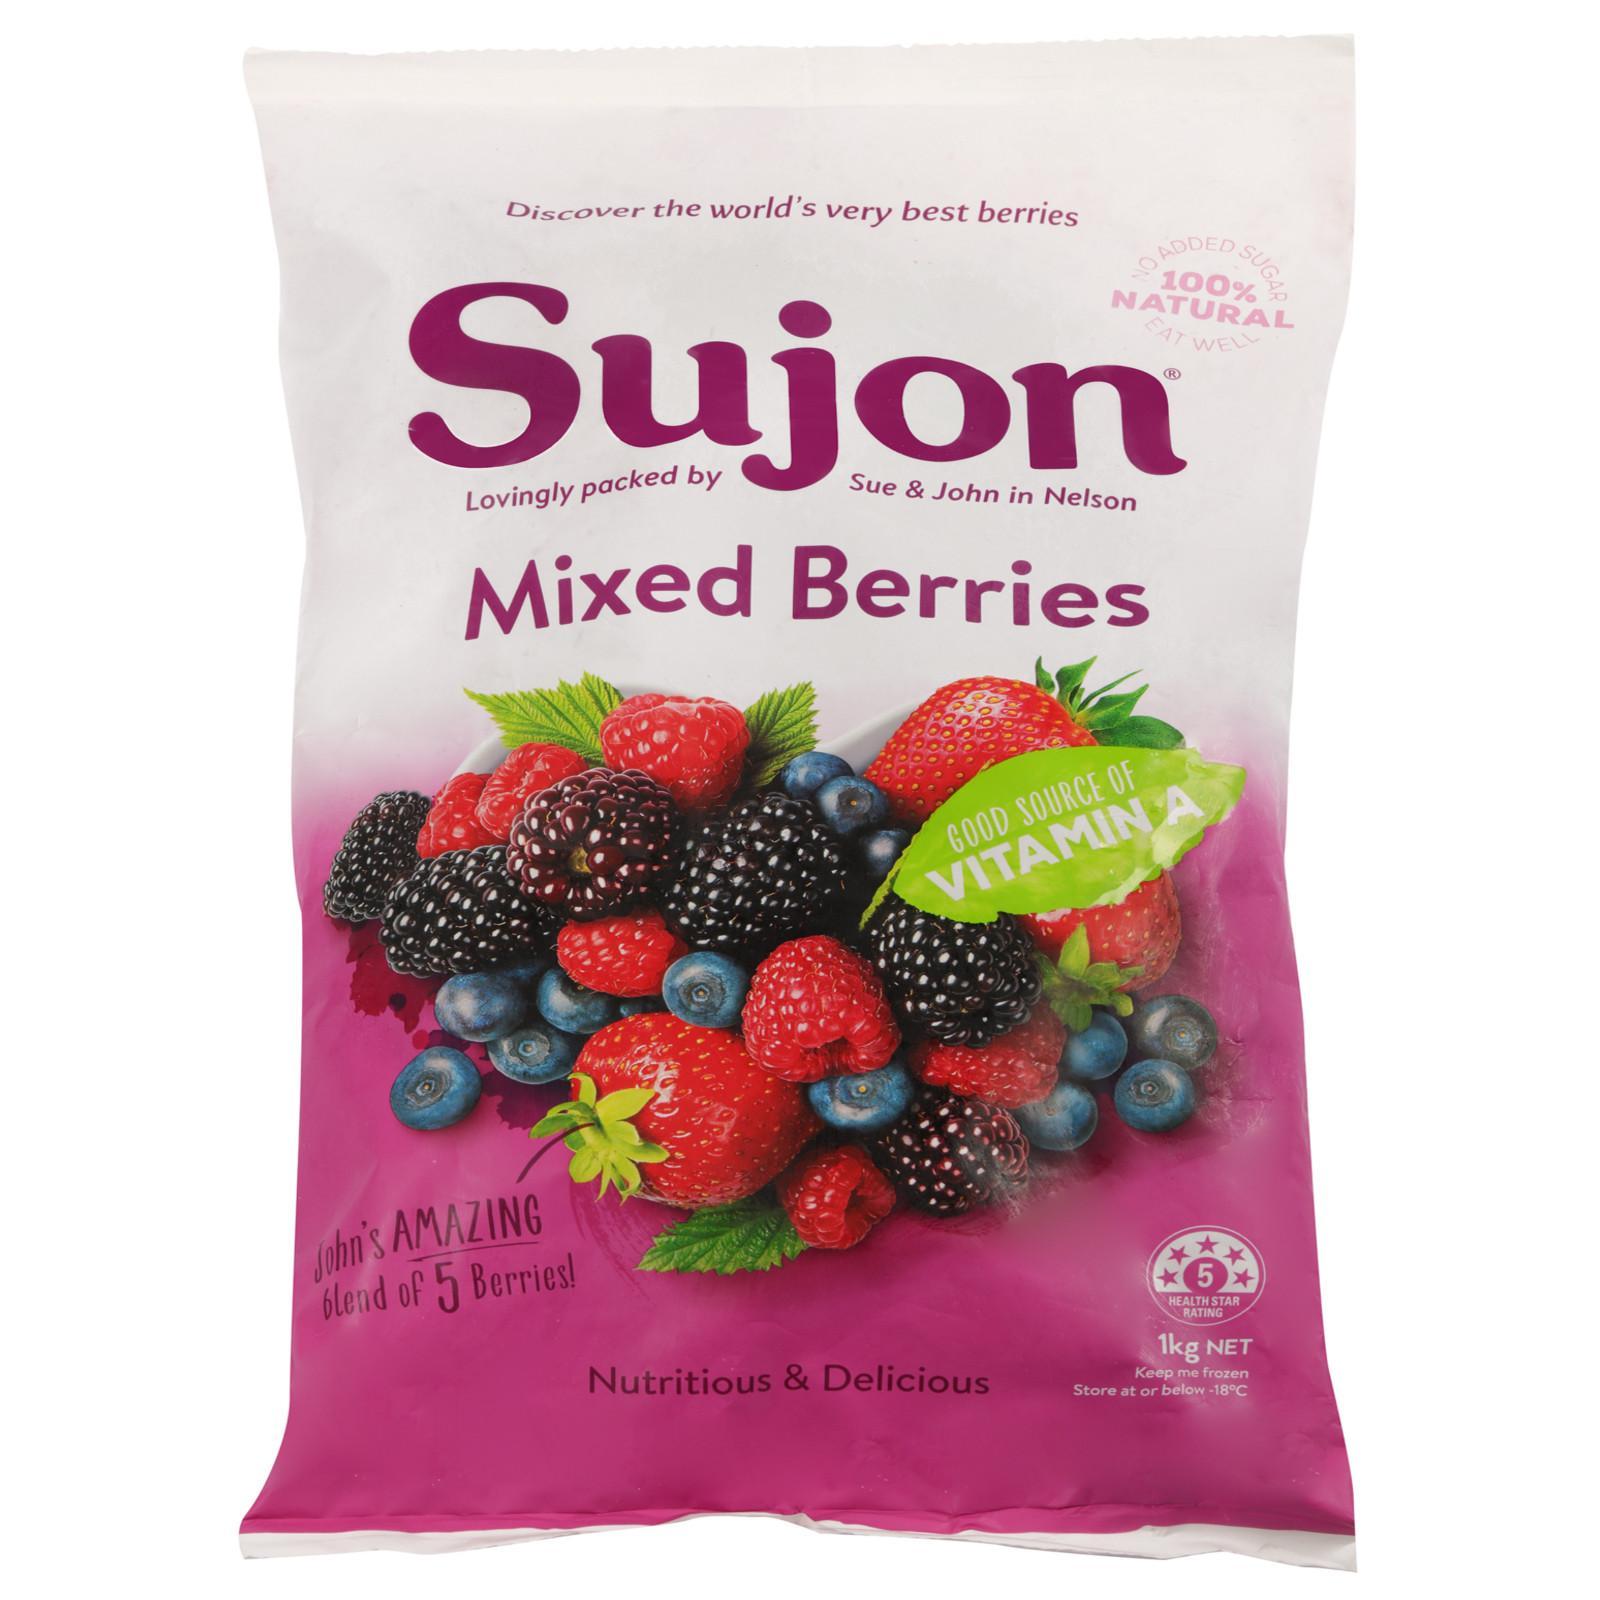 Discover the world's very best berries
NO ADDED SUGAR
100%
NATURAL
EAT WELL
Sujon®
Lovingly packed by Sue & John in Nelson
Mixed Berries
GOOD SOURCE OF
VITAMIN A
John's AMAZING
blend of 5 Berries!
5
HEALTH STAR
RATING
1kg NET
Keep me frozen
Store at or below -18°C
Nutritious & Delicious